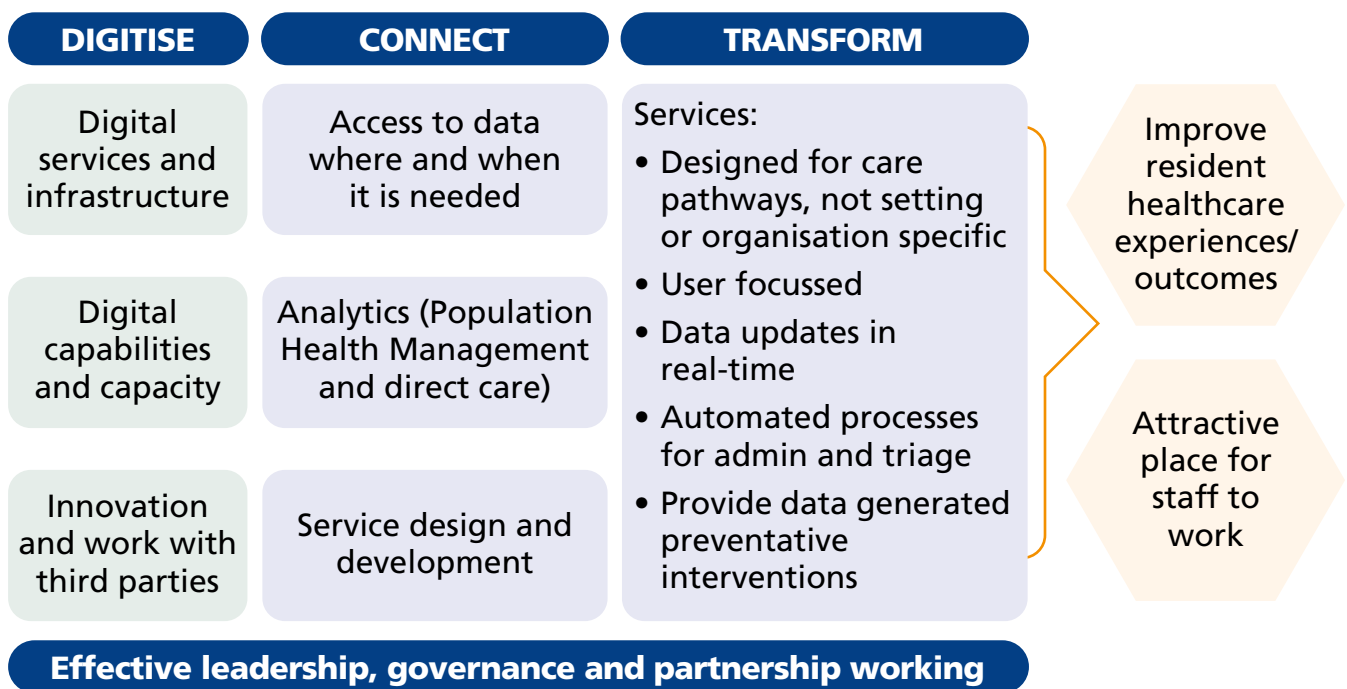 DIGITISE
CONNECT
TRANSFORM
Digital
services and
infrastructure
Access to data
where and when
it is needed
Services:
• Designed for care
pathways, not setting
or organisation specific
• User focussed
• Data updates in
real-time
• Automated processes
for admin and triage
• Provide data generated
preventative
interventions
Digital
capabilities
and capacity
Analytics (Population
Health Management
and direct care)
Innovation
and work with
third parties
Service design and
development
Improve
resident
healthcare
experiences/
outcomes
Attractive
place for
staff to
work
Effective leadership, governance and partnership working